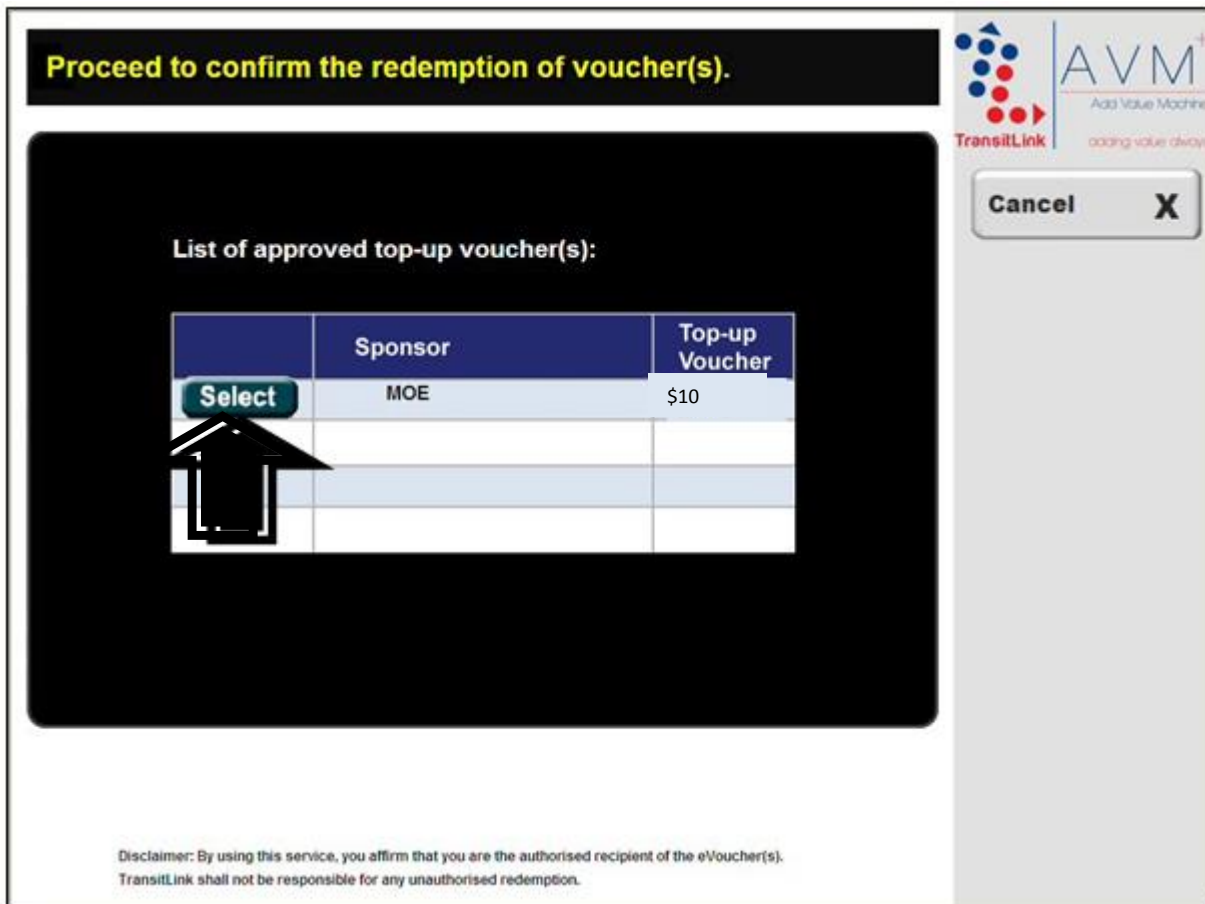 Proceed to confirm the redemption of voucher(s).
AVM+
Add Value Machine
TransitLink
adding value always
Cancel X
List of approved top-up voucher(s):
Sponsor
Top-up
Voucher
Select MOE $10
Disclaimer: By using this service, you affirm that you are the authorised recipient of the eVoucher(s).
TransitLink shall not be responsible for any unauthorised redemption.